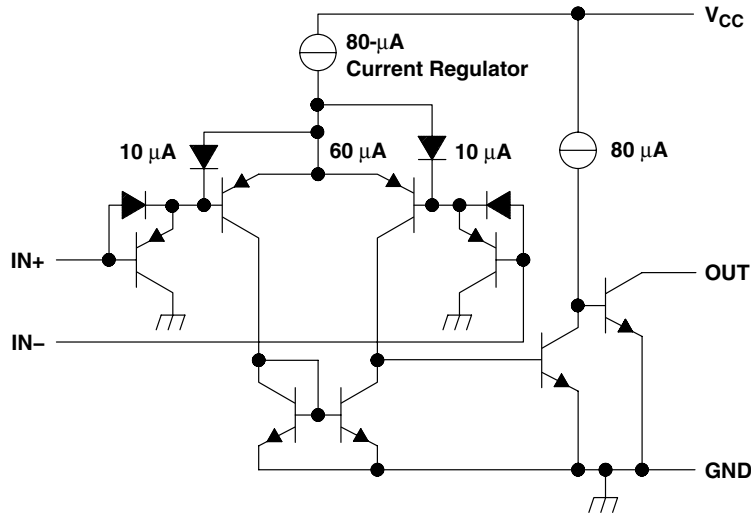 V_CC
80-μA
Current Regulator
10 μA
60 μA
10 μA
80 μA
IN+
OUT
IN−
GND